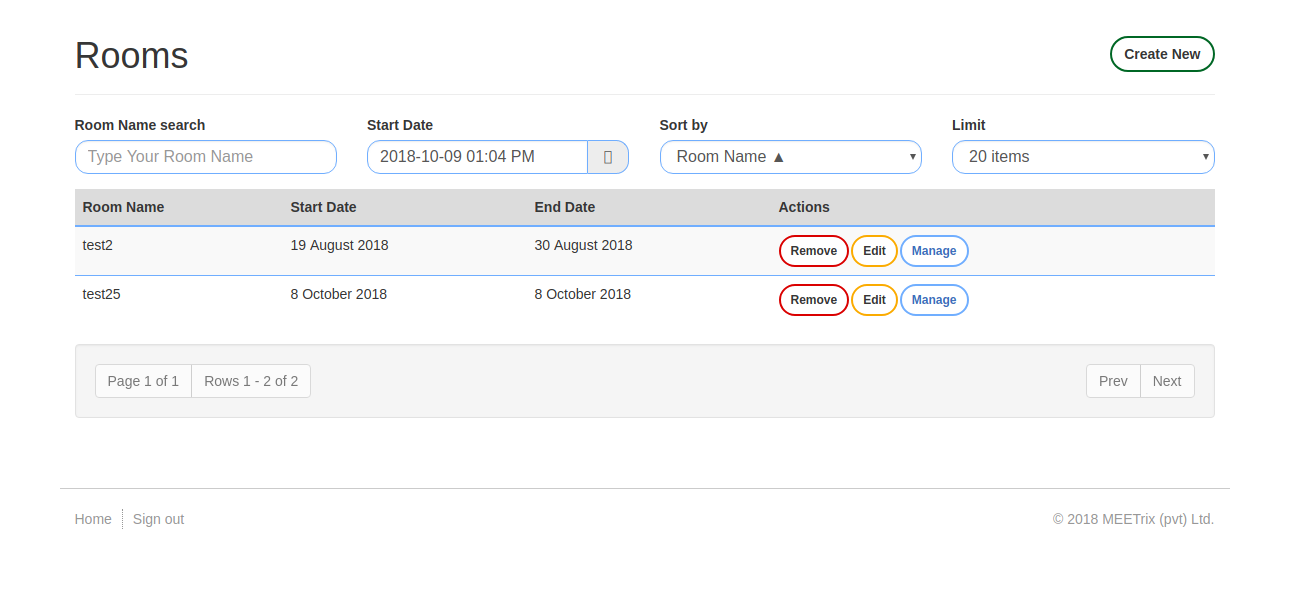 Rooms
Create New
Room Name search Start Date Sort by Limit
Type Your Room Name 2018-10-09 01:04 PM Room Name ▲ 20 items
Room Name Start Date End Date Actions
test2 19 August 2018 30 August 2018 Remove Edit Manage
test25 8 October 2018 8 October 2018 Remove Edit Manage
Page 1 of 1 Rows 1 - 2 of 2 Prev Next
Home Sign out © 2018 MEETrix (pvt) Ltd.